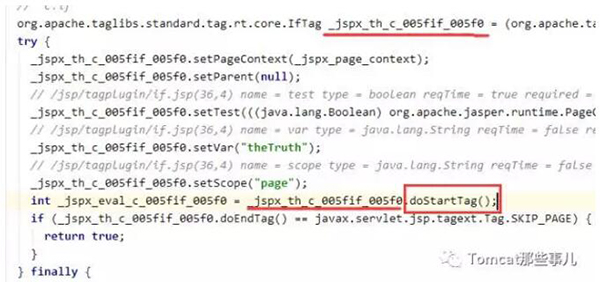 // c:if
org.apache.taglibs.standard.tag.rt.core.IfTag _jspx_th_c_005fif_005f0 = (org.apache.ta
try {
_jspx_th_c_005fif_005f0.setPageContext(_jspx_page_context);
_jspx_th_c_005fif_005f0.setParent(null);
// /jsp/tagplugin/if.jsp(36,4) name = test type = boolean reqTime = true required =
_jspx_th_c_005fif_005f0.setTest(((java.lang.Boolean) org.apache.jasper.runtime.PageC
// /jsp/tagplugin/if.jsp(36,4) name = var type = java.lang.String reqTime = false re
_jspx_th_c_005fif_005f0.setVar("theTruth");
// /jsp/tagplugin/if.jsp(36,4) name = scope type = java.lang.String reqTime = false
_jspx_th_c_005fif_005f0.setScope("page");
int _jspx_eval_c_005fif_005f0 = _jspx_th_c_005fif_005f0.doStartTag();
if (_jspx_th_c_005fif_005f0.doEndTag() == javax.servlet.jsp.tagext.Tag.SKIP_PAGE) {
return true;
}
} finally {
Tomcat那些事儿